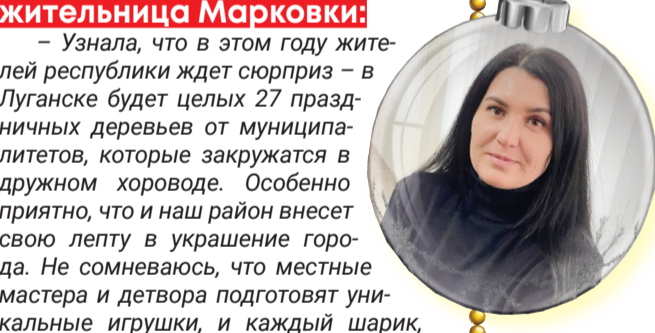 жительница Марковки:
– Узнала, что в этом году жите-
лей республики ждет сюрприз – в
Луганске будет целых 27 празд-
ничных деревьев от муниципа-
литетов, которые закружатся в
дружном хороводе. Особенно
приятно, что и наш район внесет
свою лепту в украшение горо-
да. Не сомневаюсь, что местные
мастера и детвора подготовят уни-
кальные игрушки, и каждый шарик,